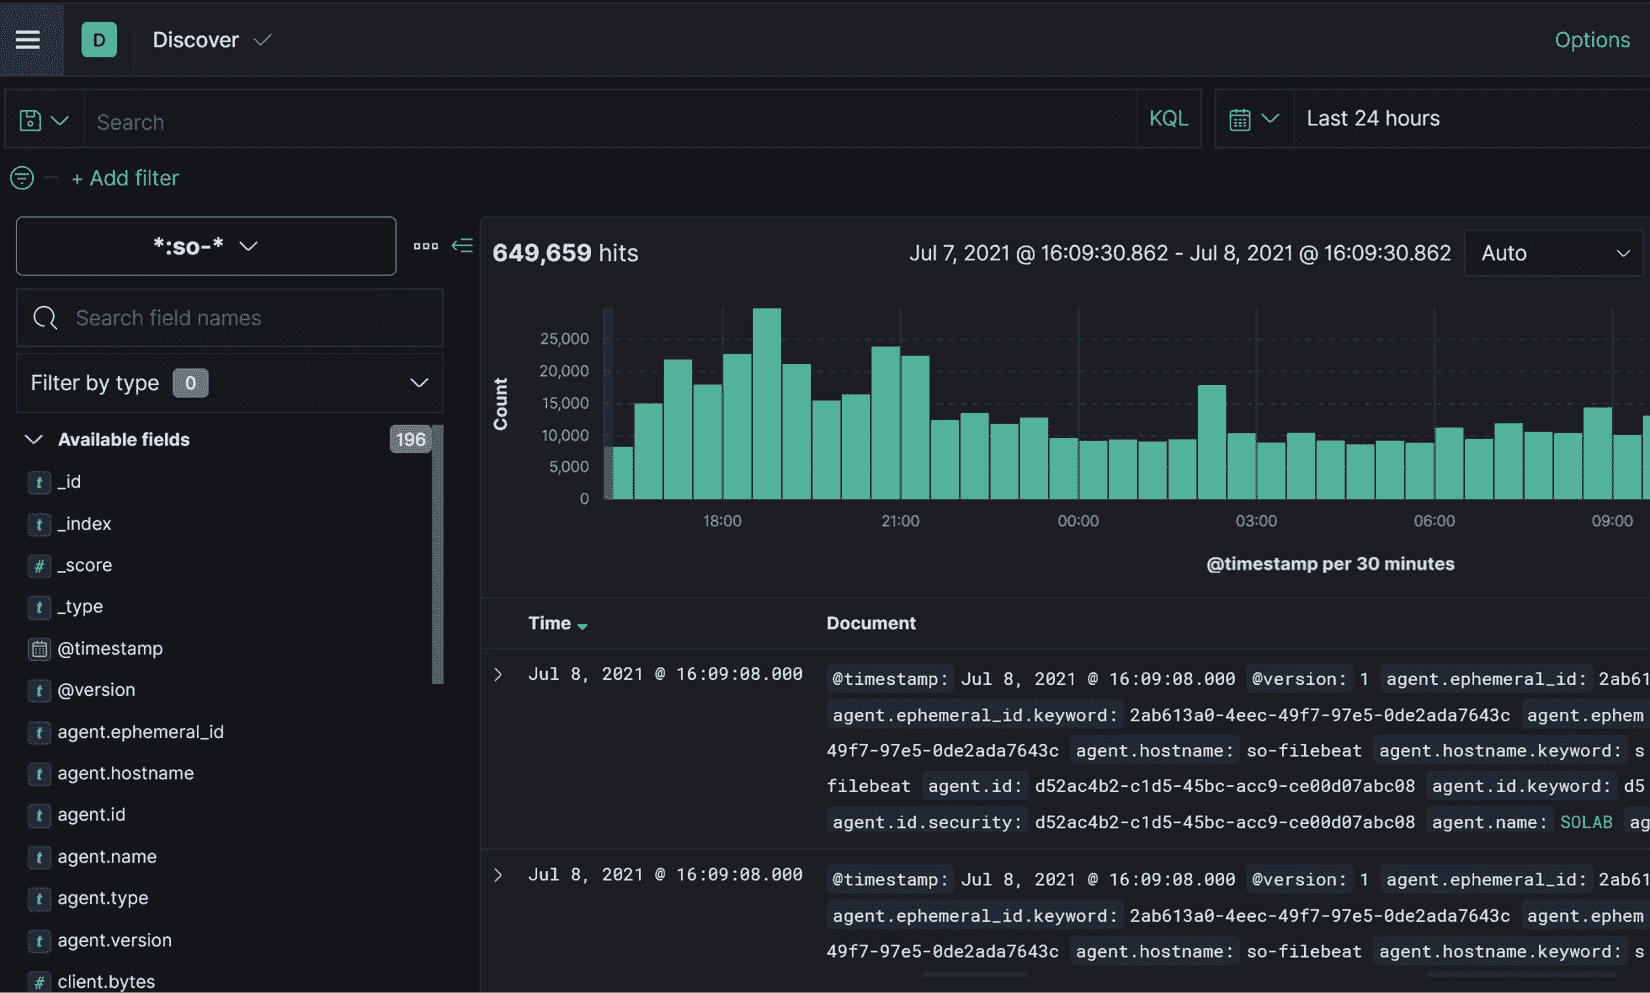 D Discover Options
Search KQL Last 24 hours
+ Add filter
*:so-*
649,659 hits Jul 7, 2021 @ 16:09:30.862 - Jul 8, 2021 @ 16:09:30.862 Auto
Search field names
Filter by type 0
Available fields 196
t _id
t _index
# _score
t _type
@timestamp
t @version
t agent.ephemeral_id
t agent.hostname
t agent.id
t agent.name
t agent.type
t agent.version
# client.bytes
Count
25,000
20,000
15,000
10,000
5,000
0
18:00 21:00 00:00 03:00 06:00 09:00
@timestamp per 30 minutes
Time Document
Jul 8, 2021 @ 16:09:08.000 @timestamp: Jul 8, 2021 @ 16:09:08.000 @version: 1 agent.ephemeral_id: 2ab61
agent.ephemeral_id.keyword: 2ab613a0-4eec-49f7-97e5-0de2ada7643c agent.ephem
49f7-97e5-0de2ada7643c agent.hostname: so-filebeat agent.hostname.keyword: s
filebeat agent.id: d52ac4b2-c1d5-45bc-acc9-ce00d07abc08 agent.id.keyword: d5
agent.id.security: d52ac4b2-c1d5-45bc-acc9-ce00d07abc08 agent.name: SOLAB ag
Jul 8, 2021 @ 16:09:08.000 @timestamp: Jul 8, 2021 @ 16:09:08.000 @version: 1 agent.ephemeral_id: 2ab61
agent.ephemeral_id.keyword: 2ab613a0-4eec-49f7-97e5-0de2ada7643c agent.ephem
49f7-97e5-0de2ada7643c agent.hostname: so-filebeat agent.hostname.keyword: s